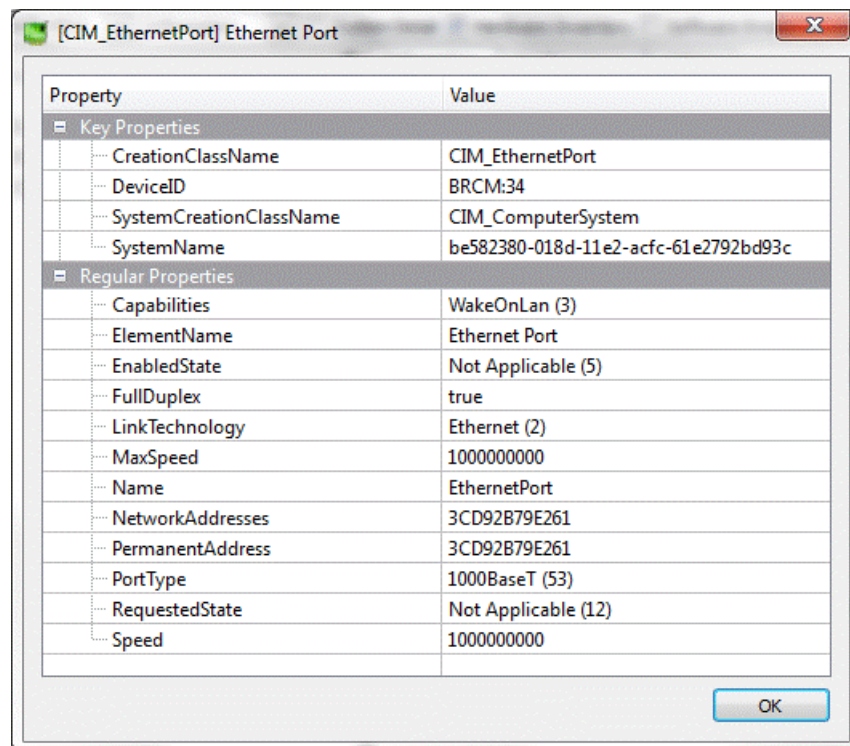 [CIM_EthernetPort] Ethernet Port
Property Value
Key Properties
CreationClassName CIM_EthernetPort
DeviceID BRCM:34
SystemCreationClassName CIM_ComputerSystem
SystemName be582380-018d-11e2-acfc-61e2792bd93c
Regular Properties
Capabilities WakeOnLan (3)
ElementName Ethernet Port
EnabledState Not Applicable (5)
FullDuplex true
LinkTechnology Ethernet (2)
MaxSpeed 1000000000
Name EthernetPort
NetworkAddresses 3CD92B79E261
PermanentAddress 3CD92B79E261
PortType 1000BaseT (53)
RequestedState Not Applicable (12)
Speed 1000000000
OK